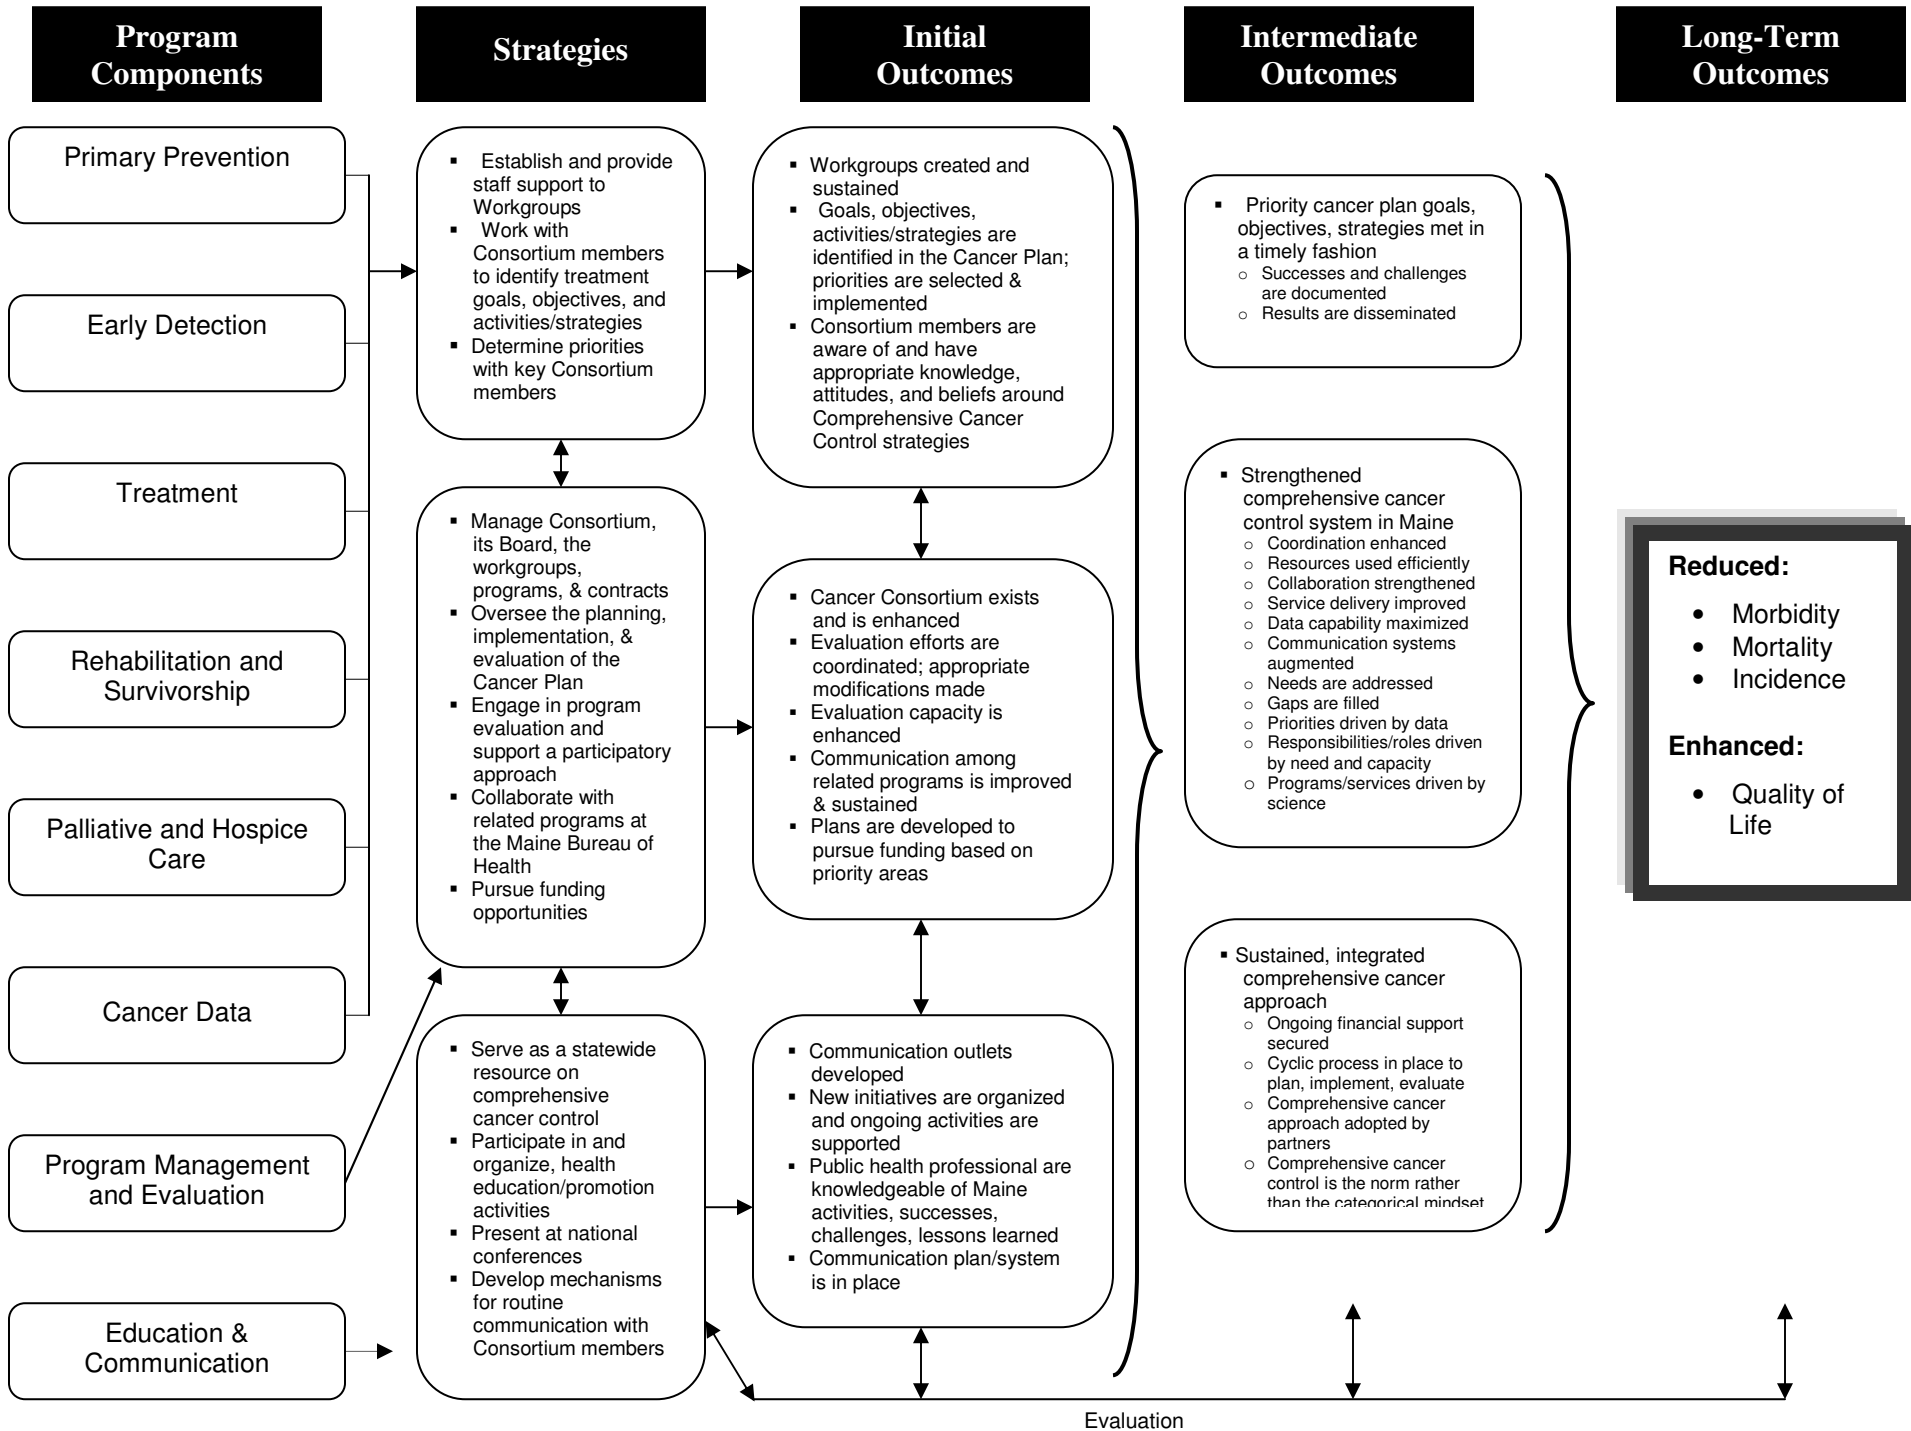 Program
Components
Strategies
Initial
Outcomes
Intermediate
Outcomes
Long-Term
Outcomes
Primary Prevention
Early Detection
Treatment
Rehabilitation and
Survivorship
Palliative and Hospice
Care
Cancer Data
Program Management
and Evaluation
Education &
Communication
▪ Establish and provide
staff support to
Workgroups
▪ Work with
Consortium members
to identify treatment
goals, objectives, and
activities/strategies
▪ Determine priorities
with key Consortium
members
▪ Manage Consortium,
its Board, the
workgroups,
programs, & contracts
▪ Oversee the planning,
implementation, &
evaluation of the
Cancer Plan
▪ Engage in program
evaluation and
support a participatory
approach
▪ Collaborate with
related programs at
the Maine Bureau of
Health
▪ Pursue funding
opportunities
▪ Serve as a statewide
resource on
comprehensive
cancer control
▪ Participate in and
organize, health
education/promotion
activities
▪ Present at national
conferences
▪ Develop mechanisms
for routine
communication with
Consortium members
▪ Workgroups created and
sustained
▪ Goals, objectives,
activities/strategies are
identified in the Cancer Plan;
priorities are selected &
implemented
▪ Consortium members are
aware of and have
appropriate knowledge,
attitudes, and beliefs around
Comprehensive Cancer
Control strategies
▪ Cancer Consortium exists
and is enhanced
▪ Evaluation efforts are
coordinated; appropriate
modifications made
▪ Evaluation capacity is
enhanced
▪ Communication among
related programs is improved
& sustained
▪ Plans are developed to
pursue funding based on
priority areas
▪ Communication outlets
developed
▪ New initiatives are organized
and ongoing activities are
supported
▪ Public health professional are
knowledgeable of Maine
activities, successes,
challenges, lessons learned
▪ Communication plan/system
is in place
▪ Priority cancer plan goals,
objectives, strategies met in
a timely fashion
○ Successes and challenges
are documented
○ Results are disseminated
▪ Strengthened
comprehensive cancer
control system in Maine
○ Coordination enhanced
○ Resources used efficiently
○ Collaboration strengthened
○ Service delivery improved
○ Data capability maximized
○ Communication systems
augmented
○ Needs are addressed
○ Gaps are filled
○ Priorities driven by data
○ Responsibilities/roles driven
by need and capacity
○ Programs/services driven by
science
▪ Sustained, integrated
comprehensive cancer
approach
○ Ongoing financial support
secured
○ Cyclic process in place to
plan, implement, evaluate
○ Comprehensive cancer
approach adopted by
partners
○ Comprehensive cancer
control is the norm rather
than the categorical mindset
Reduced:
• Morbidity
• Mortality
• Incidence
Enhanced:
• Quality of
Life
Evaluation